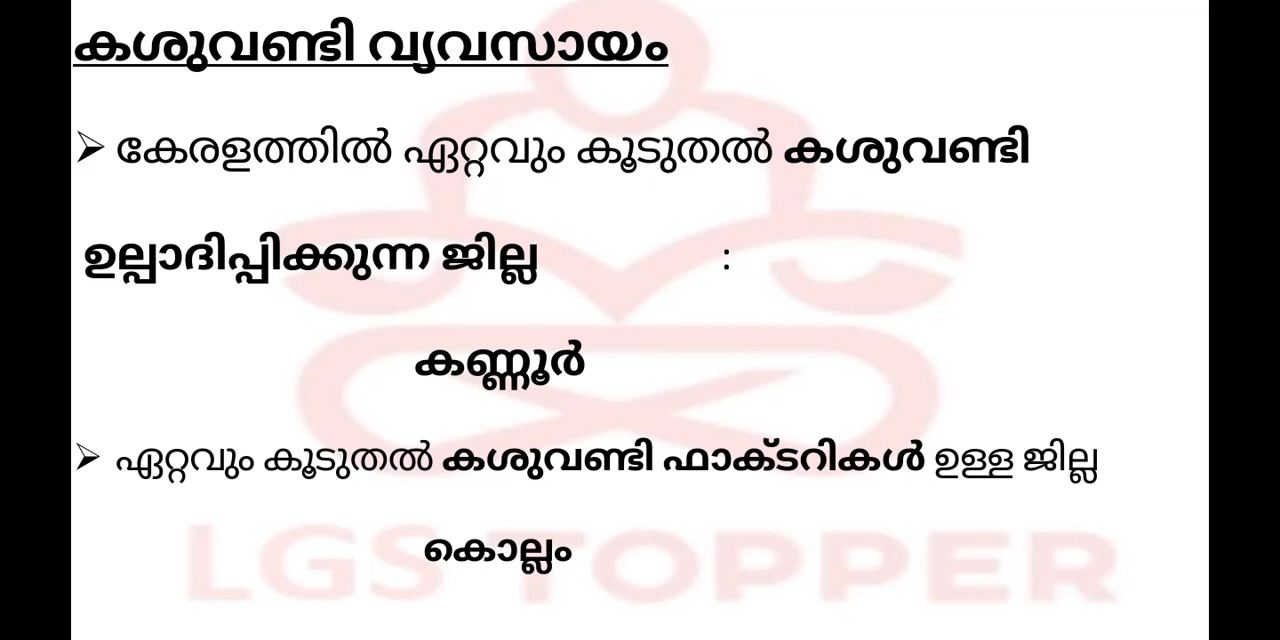 കശുവണ്ടി വ്യവസായം
➢ കേരളത്തിൽ ഏറ്റവും കൂടുതൽ കശുവണ്ടി
ഉല്പാദിപ്പിക്കുന്ന ജില്ല :
കണ്ണൂർ
➢ ഏറ്റവും കൂടുതൽ കശുവണ്ടി ഫാക്ടറികൾ ഉള്ള ജില്ല
കൊല്ലം
LGS TOPPER